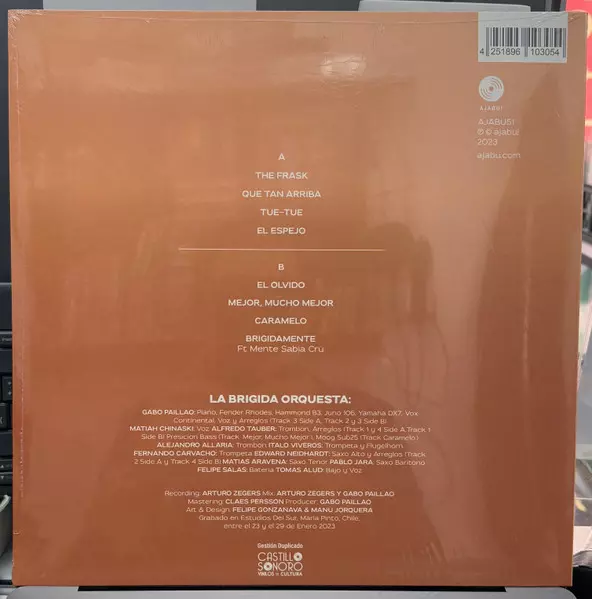 4 251896 103054
AJABU!
AJABUS1
℗ © ajabu!
2023
ajabu.com
A
THE FRASK
QUE TAN ARRIBA
TUE-TUE
EL ESPEJO
B
EL OLVIDO
MEJOR, MUCHO MEJOR
CARAMELO
BRIGIDAMENTE
Ft Mente Sabia Crú
LA BRIGIDA ORQUESTA:
GABO PAILLAO: Piano, Fender Rhodes, Hammond B3, Juno 106, Yamaha DX7, Vox
Continental, Voz y Arreglos (Track 3 Side A, Track 2 y 3 Side B)
MATIAH CHINASKI: Voz ALFREDO TAUBER: Trombon, Arreglos (Track 1 y 4 Side A, Track 1
Side B) Presicion Bass (Track. Mejor, Mucho Mejor), Moog Sub25 (Track Caramelo)
ALEJANDRO ALLARIA: Trombon ITALO VIVEROS: Trompeta y Flugelhorn
FERNANDO CARVACHO: Trompeta EDWARD NEIDHARDT: Saxo Alto y Arreglos (Track
2 Side A y Track 4 Side B) MATIAS ARAVENA: Saxo Tenor PABLO JARA: Saxo Baritono
FELIPE SALAS: Bateria TOMAS ALUD: Bajo y Voz
Recording: ARTURO ZEGERS Mix: ARTURO ZEGERS Y GABO PAILLAO
Mastering: CLAES PERSSON Producer: GABO PAILLAO
Art & Design: FELIPE GONZANAVA & MANU JORQUERA
Grabado en Estudios Del Sur, Maria Pinto, Chile,
entre el 23 y el 29 de Enero 2023
Gestión Duplicado
CASTILLO
SONORO
VINILOS & CULTURA